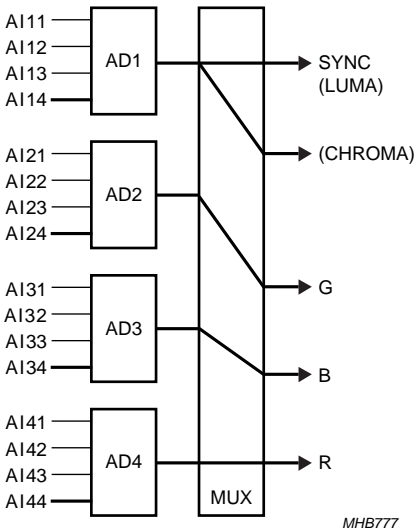 AI11
AI12
AI13
AI14
AD1
SYNC
(LUMA)
(CHROMA)
AI21
AI22
AI23
AI24
AD2
G
AI31
AI32
AI33
AI34
AD3
B
AI41
AI42
AI43
AI44
AD4
R
MUX
MHB777